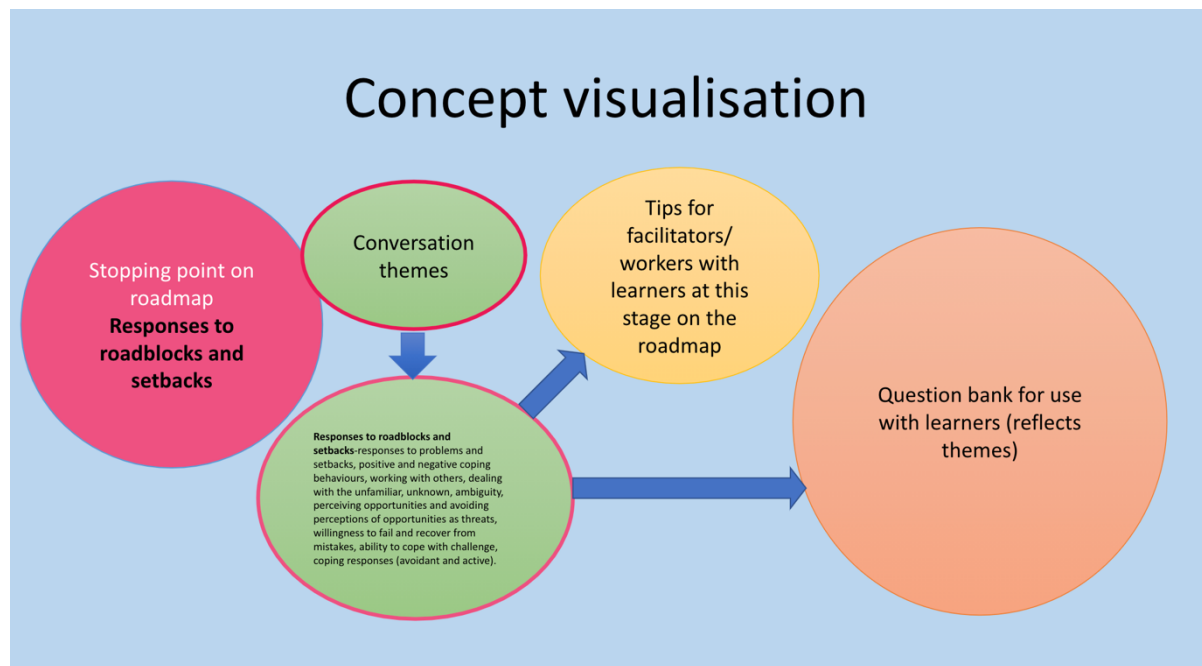 Concept visualisation
Stopping point on
roadmap
Responses to
roadblocks and
setbacks
Conversation
themes
Responses to roadblocks and
setbacks-responses to problems and
setbacks, positive and negative coping
behaviours, working with others, dealing
with the unfamiliar, unknown, ambiguity,
perceiving opportunities and avoiding
perceptions of opportunities as threats,
willingness to fail and recover from
mistakes, ability to cope with challenge,
coping responses (avoidant and active).
Tips for
facilitators/
workers with
learners at this
stage on the
roadmap
Question bank for use
with learners (reflects
themes)